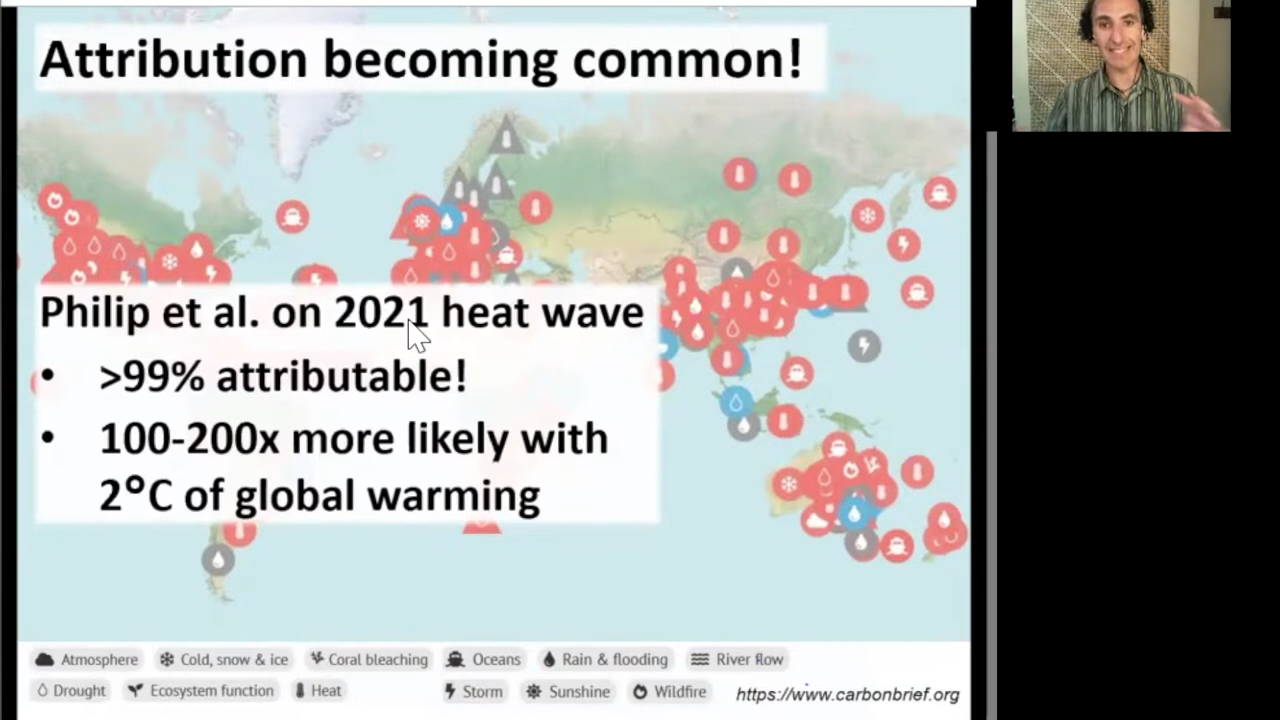 Attribution becoming common!
Philip et al. on 2021 heat wave
• >99% attributable!
• 100-200x more likely with
2°C of global warming
Atmosphere Cold, snow & ice Coral bleaching Oceans Rain & flooding River flow
Drought Ecosystem function Heat Storm Sunshine Wildfire https://www.carbonbrief.org